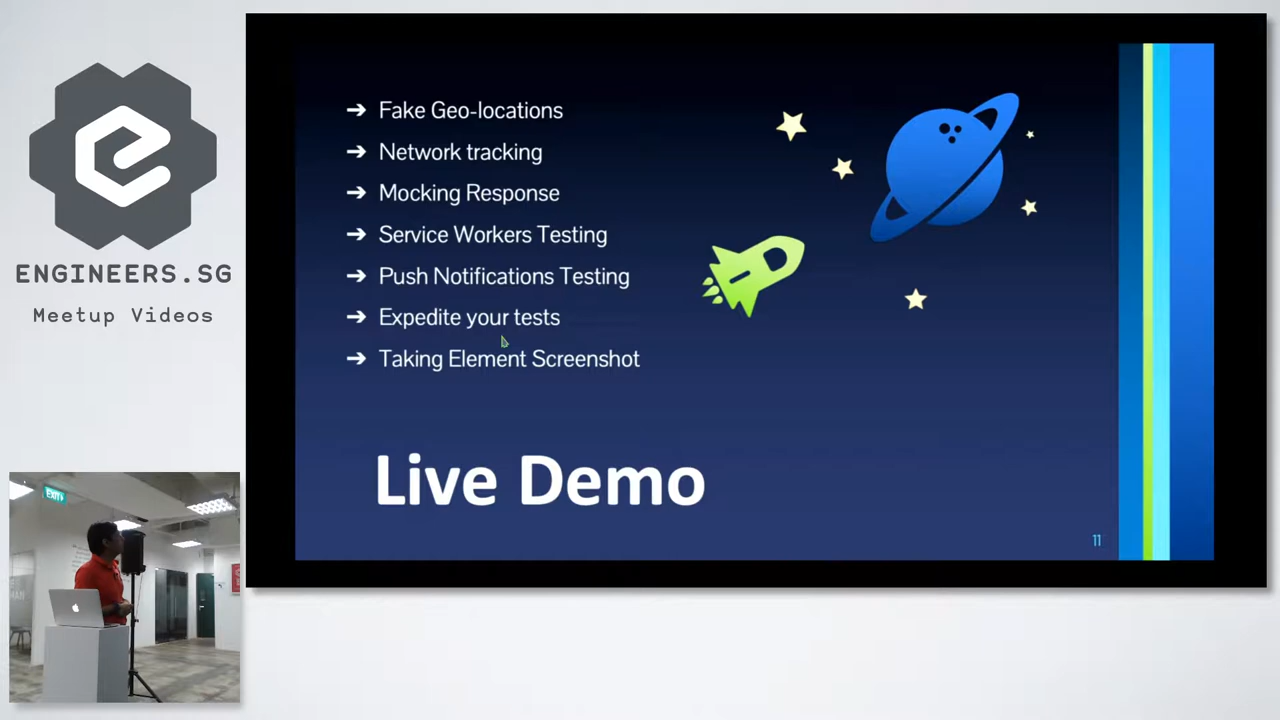 ENGINEERS.SG
Meetup Videos
→ Fake Geo-locations
→ Network tracking
→ Mocking Response
→ Service Workers Testing
→ Push Notifications Testing
→ Expedite your tests
→ Taking Element Screenshot
Live Demo
11
EXIT